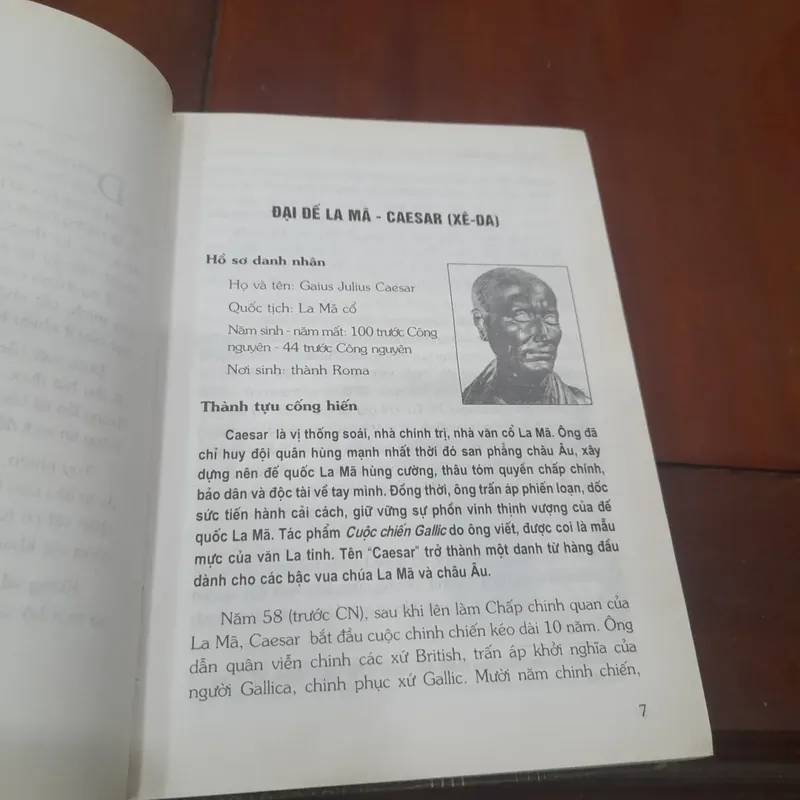 ĐẠI DẾ LA MÃ - CAESAR (XÊ-DA)
Hồ sơ danh nhân
Họ và tên: Gaius Julius Caesar
Quốc tịch: La Mã cổ
Năm sinh - năm mất: 100 trước Công
nguyên - 44 trước Công nguyên
Nơi sinh: thành Roma
Thành tựu cống hiến
Caesar là vị thống soái, nhà chính trị, nhà văn cổ La Mã. Ông đã
chỉ huy đội quân hùng mạnh nhất thời đó san phẳng châu Âu, xây
dựng nên đế quốc La Mã hùng cường, thâu tóm quyền chấp chính,
bảo dân và độc tài về tay mình. Đồng thời, ông trấn áp phiến loạn, dốc
sức tiến hành cải cách, giữ vững sự phồn vinh thịnh vượng của đế
quốc La Mã. Tác phẩm Cuộc chiến Gallic do ông viết, được coi là mẫu
mực của văn La tinh. Tên "Caesar" trở thành một danh từ hàng đầu
dành cho các bậc vua chúa La Mã và châu Âu.
Năm 58 (trước CN), sau khi lên làm Chấp chính quan của
La Mã, Caesar bắt đầu cuộc chinh chiến kéo dài 10 năm. Ông
dẫn quân viễn chinh các xứ British, trấn áp khởi nghĩa của
người Gallica, chinh phục xứ Gallic. Mười năm chinh chiến,
7